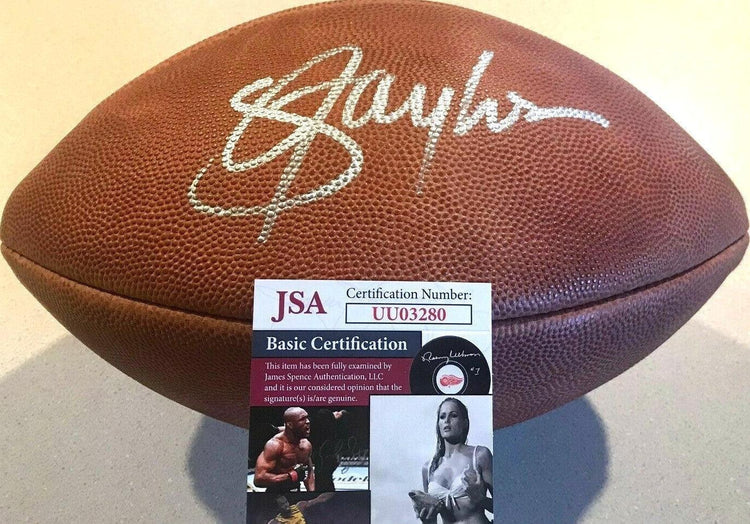 JSA
Certification Number:
UU03280
Basic Certification
This item has been fully examined by
James Spence Authentication, LLC
and it is our considered opinion that the
signature(s) is/are genuine.